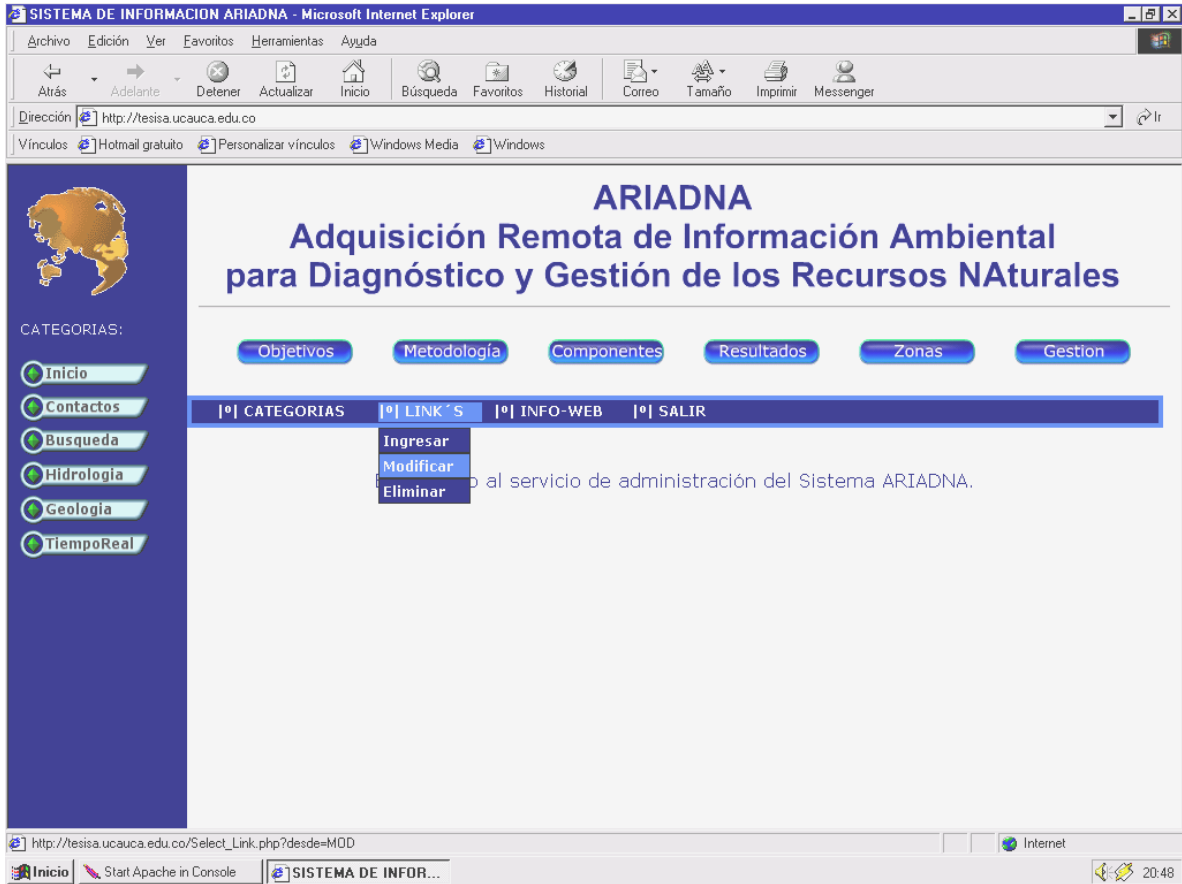 SISTEMA DE INFORMACION ARIADNA - Microsoft Internet Explorer
Archivo Edición Ver Favoritos Herramientas Ayuda
Atrás Adelante Detener Actualizar Inicio Búsqueda Favoritos Historial Correo Tamaño Imprimir Messenger
Dirección http://tesisa.ucauca.edu.co Ir
Vínculos Hotmail gratuito Personalizar vínculos Windows Media Windows
ARIADNA
Adquisición Remota de Información Ambiental
para Diagnóstico y Gestión de los Recursos NAturales
CATEGORIAS:
Objetivos Metodología Componentes Resultados Zonas Gestion
Inicio
Contactos
Busqueda
Hidrologia
Geologia
TiempoReal
|º| CATEGORIAS |º| LINK´S |º| INFO-WEB |º| SALIR
Ingresar
Modificar
Eliminar
al servicio de administración del Sistema ARIADNA.
http://tesisa.ucauca.edu.co/Select_Link.php?desde=MOD Internet
Inicio Start Apache in Console SISTEMA DE INFOR... 20:48